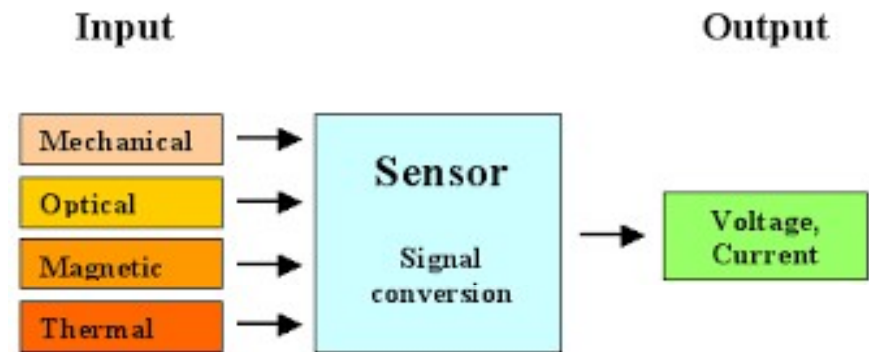 Input
Output
Mechanical
Optical
Magnetic
Thermal
Sensor
Signal
conversion
Voltage,
Current